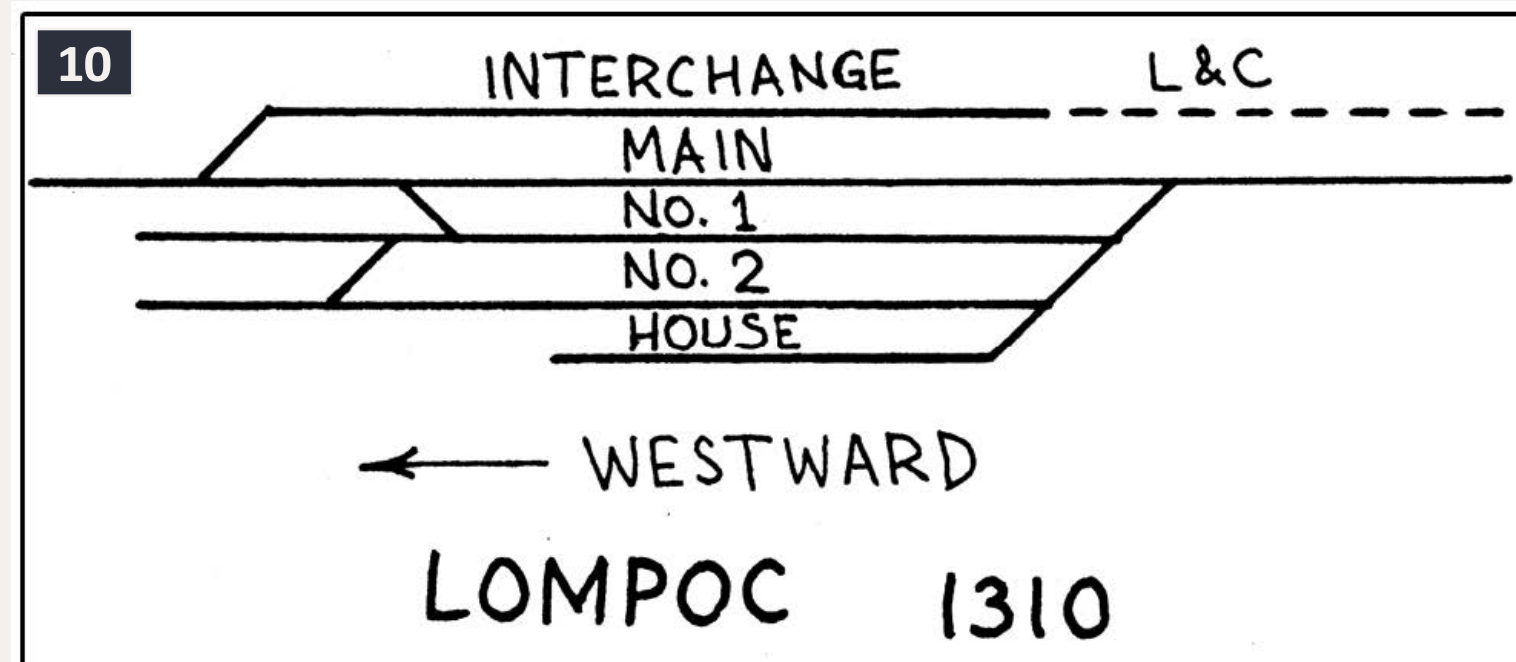 10
INTERCHANGE L&C
MAIN
NO. 1
NO. 2
HOUSE
WESTWARD
LOMPOC 1310